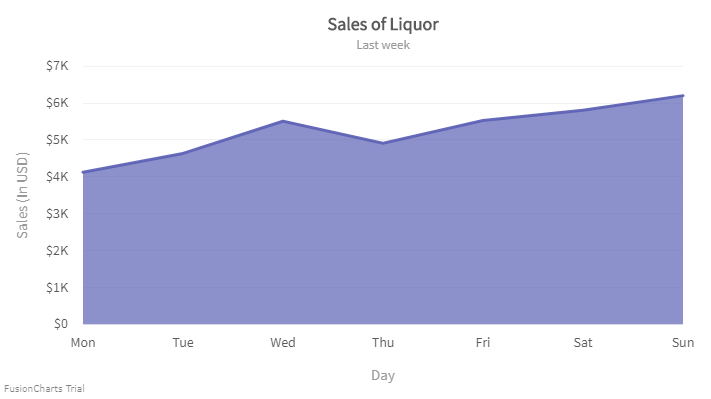 Sales of Liquor
Last week
$7K
$6K
$5K
$4K
$3K
$2K
$1K
$0
Sales (In USD)
Mon Tue Wed Thu Fri Sat Sun
Day
FusionCharts Trial